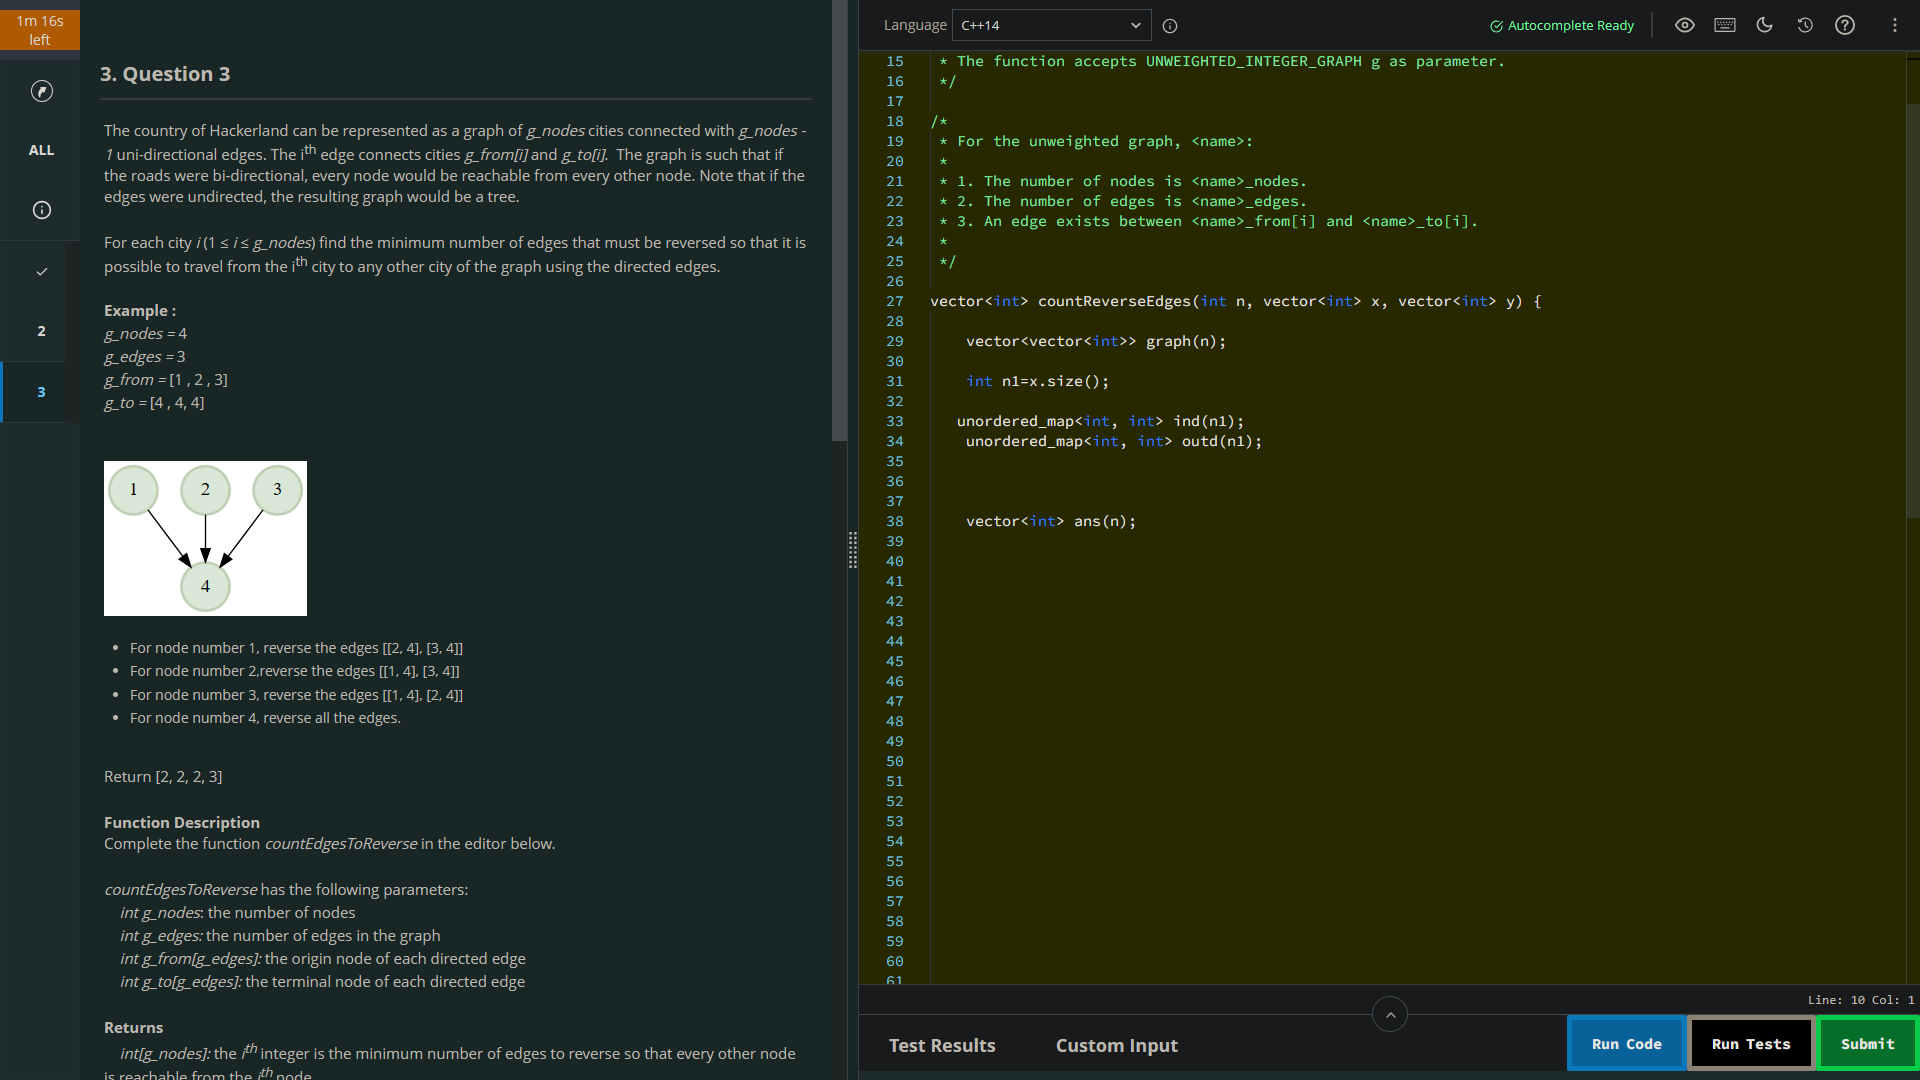 1m 16s
left
ALL
2
3
3. Question 3
The country of Hackerland can be represented as a graph of g_nodes cities connected with g_nodes -
1 uni-directional edges. The ith edge connects cities g_from[i] and g_to[i].  The graph is such that if
the roads were bi-directional, every node would be reachable from every other node. Note that if the
edges were undirected, the resulting graph would be a tree.
For each city i (1 ≤ i ≤ g_nodes) find the minimum number of edges that must be reversed so that it is
possible to travel from the ith city to any other city of the graph using the directed edges.
Example :
g_nodes = 4
g_edges = 3
g_from = [1 , 2 , 3]
g_to = [4 , 4, 4]
1 2 3
4
• For node number 1, reverse the edges [[2, 4], [3, 4]]
• For node number 2,reverse the edges [[1, 4], [3, 4]]
• For node number 3, reverse the edges [[1, 4], [2, 4]]
• For node number 4, reverse all the edges.
Return [2, 2, 2, 3]
Function Description
Complete the function countEdgesToReverse in the editor below.
countEdgesToReverse has the following parameters:
int g_nodes: the number of nodes
int g_edges: the number of edges in the graph
int g_from[g_edges]: the origin node of each directed edge
int g_to[g_edges]: the terminal node of each directed edge
Returns
int[g_nodes]: the ith integer is the minimum number of edges to reverse so that every other node
is reachable from the ith node
Language C++14
Autocomplete Ready
15 * The function accepts UNWEIGHTED_INTEGER_GRAPH g as parameter.
16 */
17
18 /*
19 * For the unweighted graph, <name>:
20 *
21 * 1. The number of nodes is <name>_nodes.
22 * 2. The number of edges is <name>_edges.
23 * 3. An edge exists between <name>_from[i] and <name>_to[i].
24 *
25 */
26
27 vector<int> countReverseEdges(int n, vector<int> x, vector<int> y) {
28
29 vector<vector<int>> graph(n);
30
31 int n1=x.size();
32
33 unordered_map<int, int> ind(n1);
34 unordered_map<int, int> outd(n1);
35
36
37
38 vector<int> ans(n);
39
40
41
42
43
44
45
46
47
48
49
50
51
52
53
54
55
56
57
58
59
60
61
Line: 10 Col: 1
Test Results
Custom Input
Run Code
Run Tests
Submit